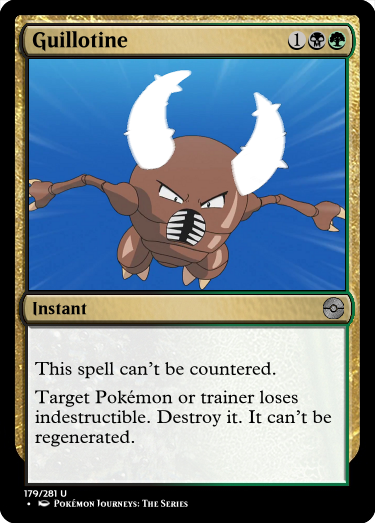 Guillotine 1
Instant
This spell can't be countered.
Target Pokémon or trainer loses
indestructible. Destroy it. It can't be
regenerated.
179/281 U
• Pokémon Journeys: The Series